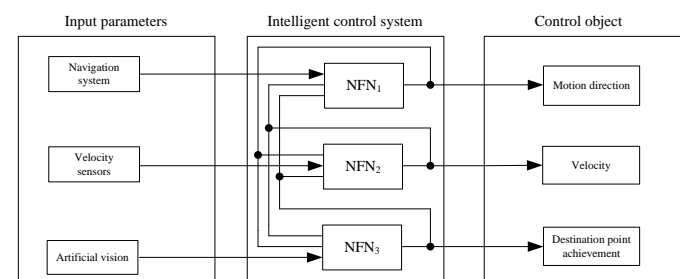 Input parameters
Intelligent control system
Control object
Navigation
system
NFN₁
Motion direction
Velocity
sensors
NFN₂
Velocity
Artificial vision
NFN₃
Destination point
achievement